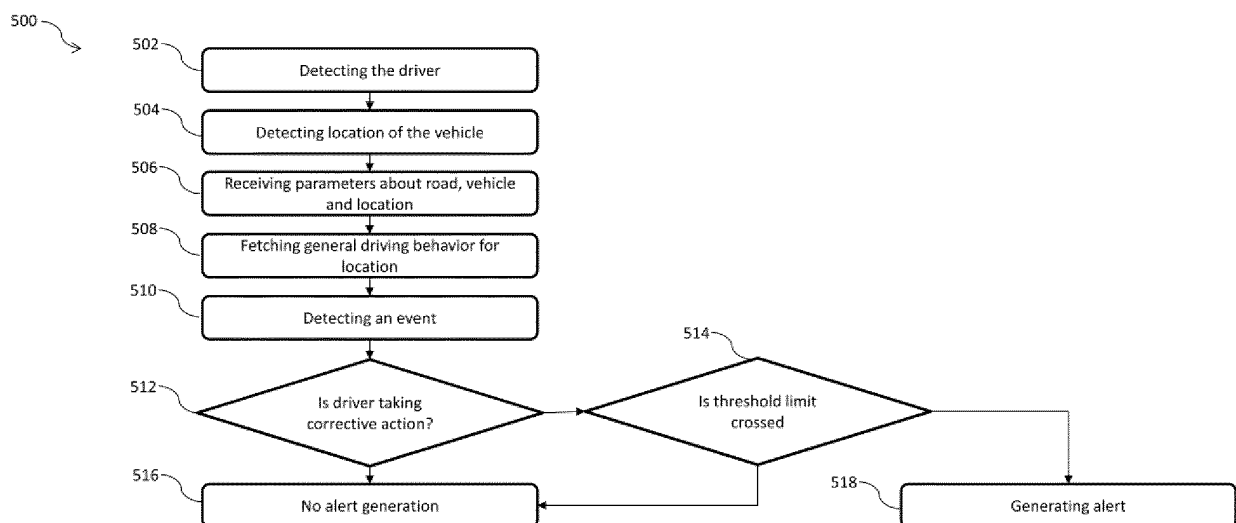 500
502
Detecting the driver
504
Detecting location of the vehicle
506
Receiving parameters about road, vehicle
and location
508
Fetching general driving behavior for
location
510
Detecting an event
512
Is driver taking
corrective action?
514
Is threshold limit
crossed
516
No alert generation
518
Generating alert